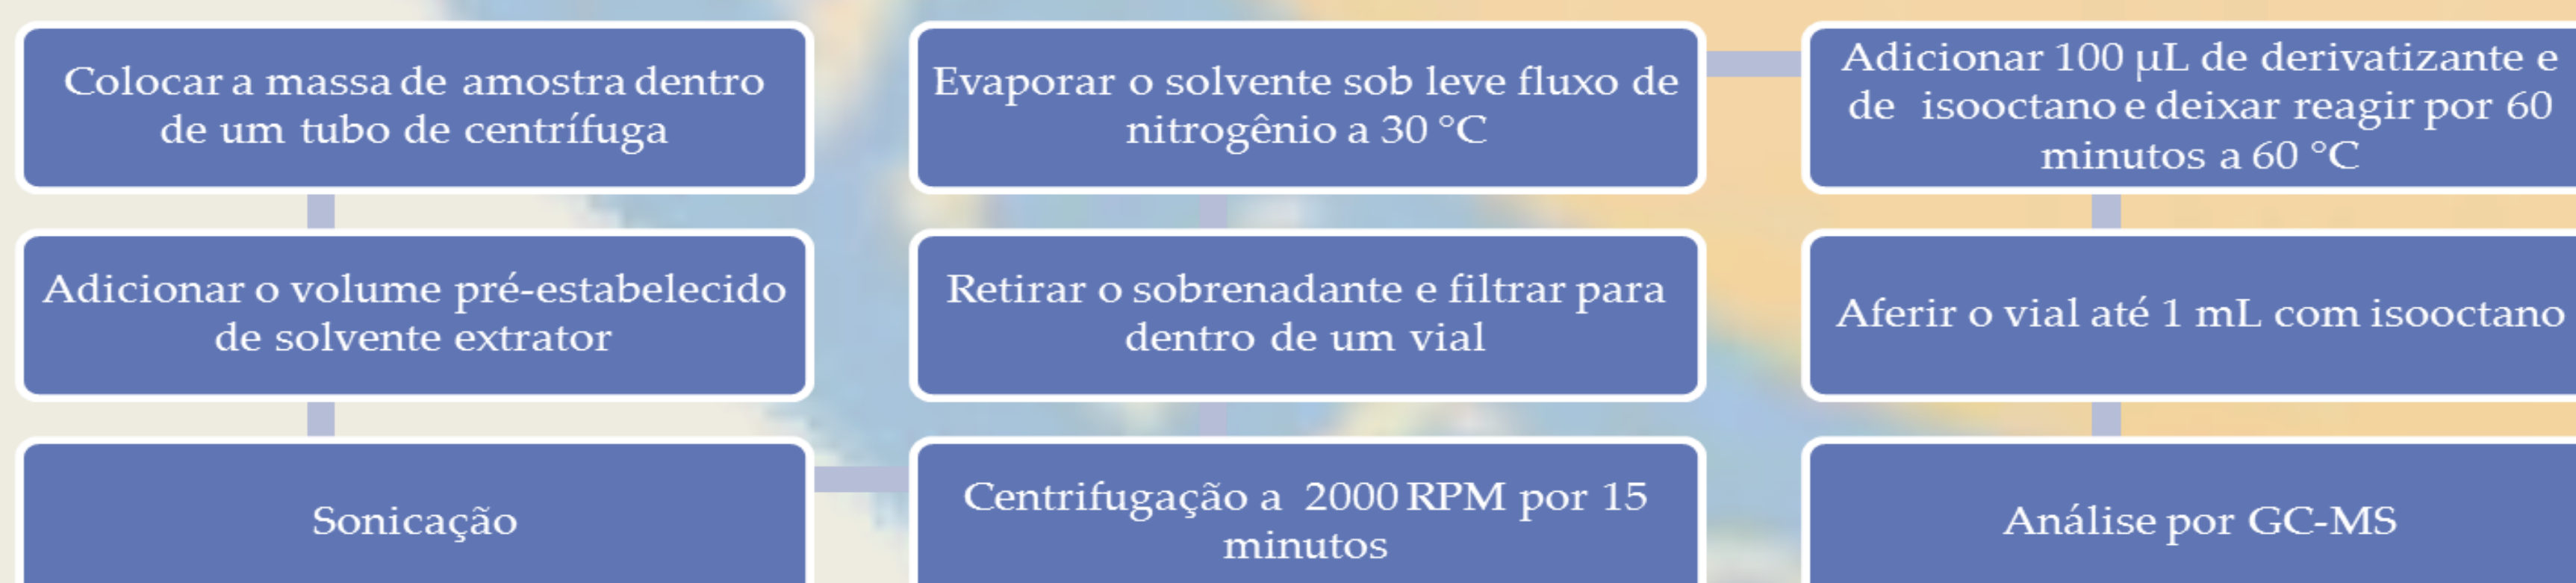 Colocar a massa de amostra dentro
de um tubo de centrífuga
Adicionar o volume pré-estabelecido
de solvente extrator
Sonicação
Centrifugação a 2000 RPM por 15
minutos
Retirar o sobrenadante e filtrar para
dentro de um vial
Evaporar o solvente sob leve fluxo de
nitrogênio a 30 °C
Adicionar 100 µL de derivatizante e
de isooctano e deixar reagir por 60
minutos a 60 °C
Aferir o vial até 1 mL com isooctano
Análise por GC-MS